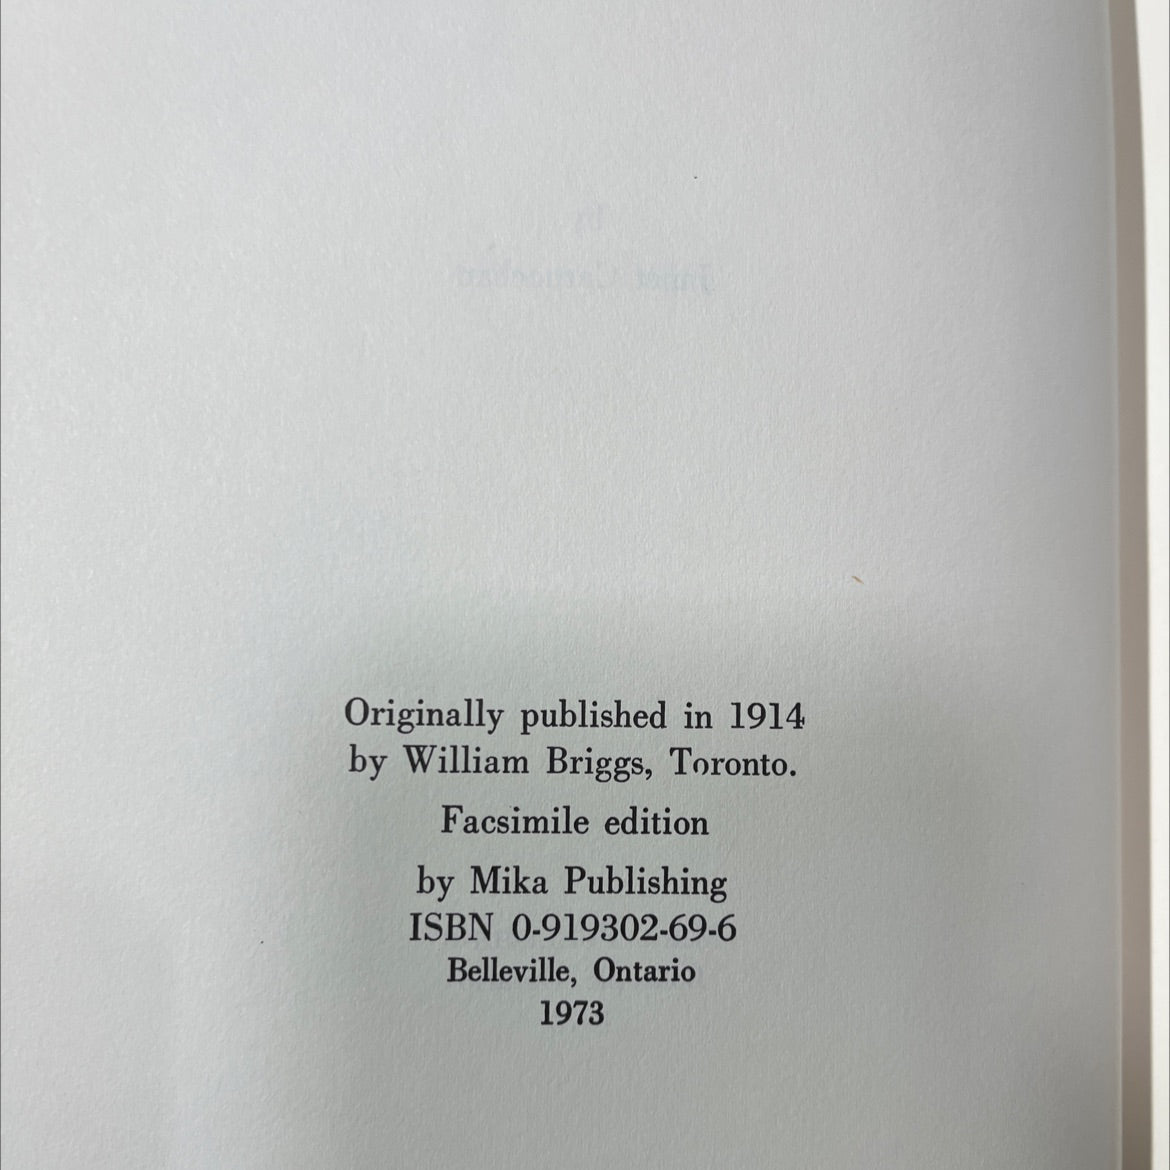 Originally published in 1914
by William Briggs, Toronto.
Facsimile edition
by Mika Publishing
ISBN 0-919302-69-6
Belleville, Ontario
1973